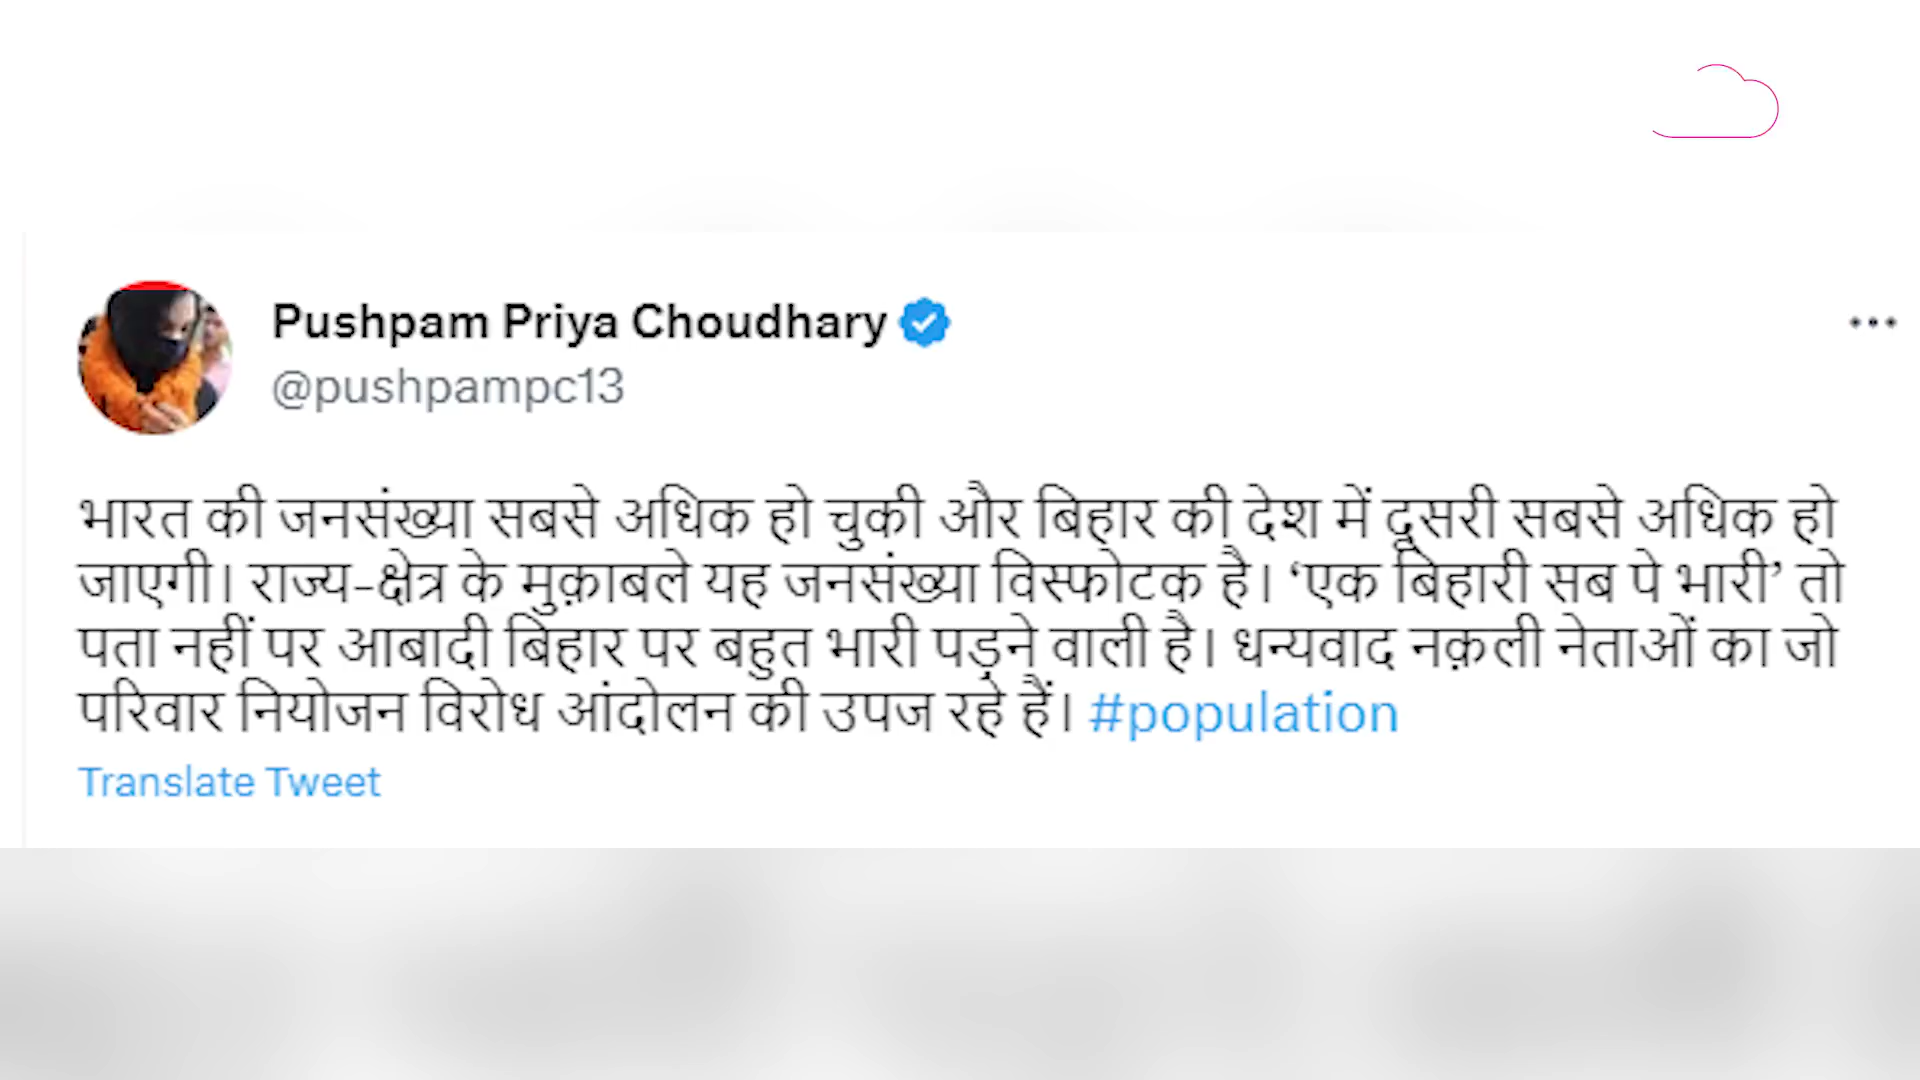 Pushpam Priya Choudhary
@pushpampc13
भारत की जनसंख्या सबसे अधिक हो चुकी और बिहार की देश में दूसरी सबसे अधिक हो
जाएगी। राज्य-क्षेत्र के मुक़ाबले यह जनसंख्या विस्फोटक है। ‘एक बिहारी सब पे भारी’ तो
पता नहीं पर आबादी बिहार पर बहुत भारी पड़ने वाली है। धन्यवाद नक़ली नेताओं का जो
परिवार नियोजन विरोध आंदोलन की उपज रहे हैं। #population
Translate Tweet